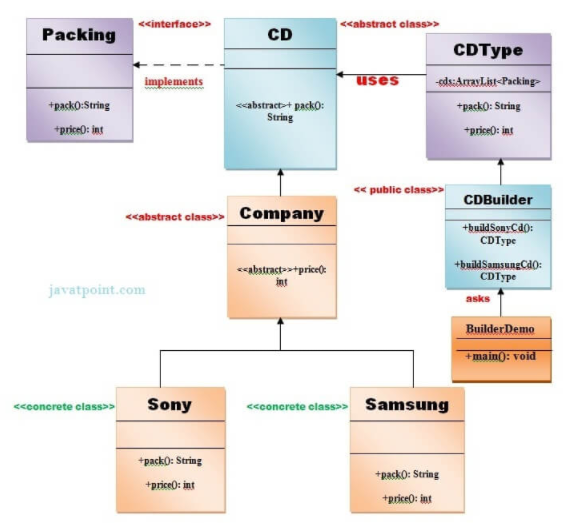 Packing
+pack():String
+price(): int
<<interface>>
implements
CD
<<abstract>+ pack():
String
<<abstract class>>
uses
CDType
-cds:ArrayList<Packing>
+pack(): String
+price(): int
<<abstract class>>
Company
<<abstract>>+price():
int
<< public class>>
CDBuilder
+buildSonyCd():
CDType
+buildSamsungCd():
CDType
javatpoint.com
asks
BuilderDemo
+main(): void
<<concrete class>>
Sony
+pack(): String
+price(): int
<<concrete class>>
Samsung
+pack(): String
+price(): int